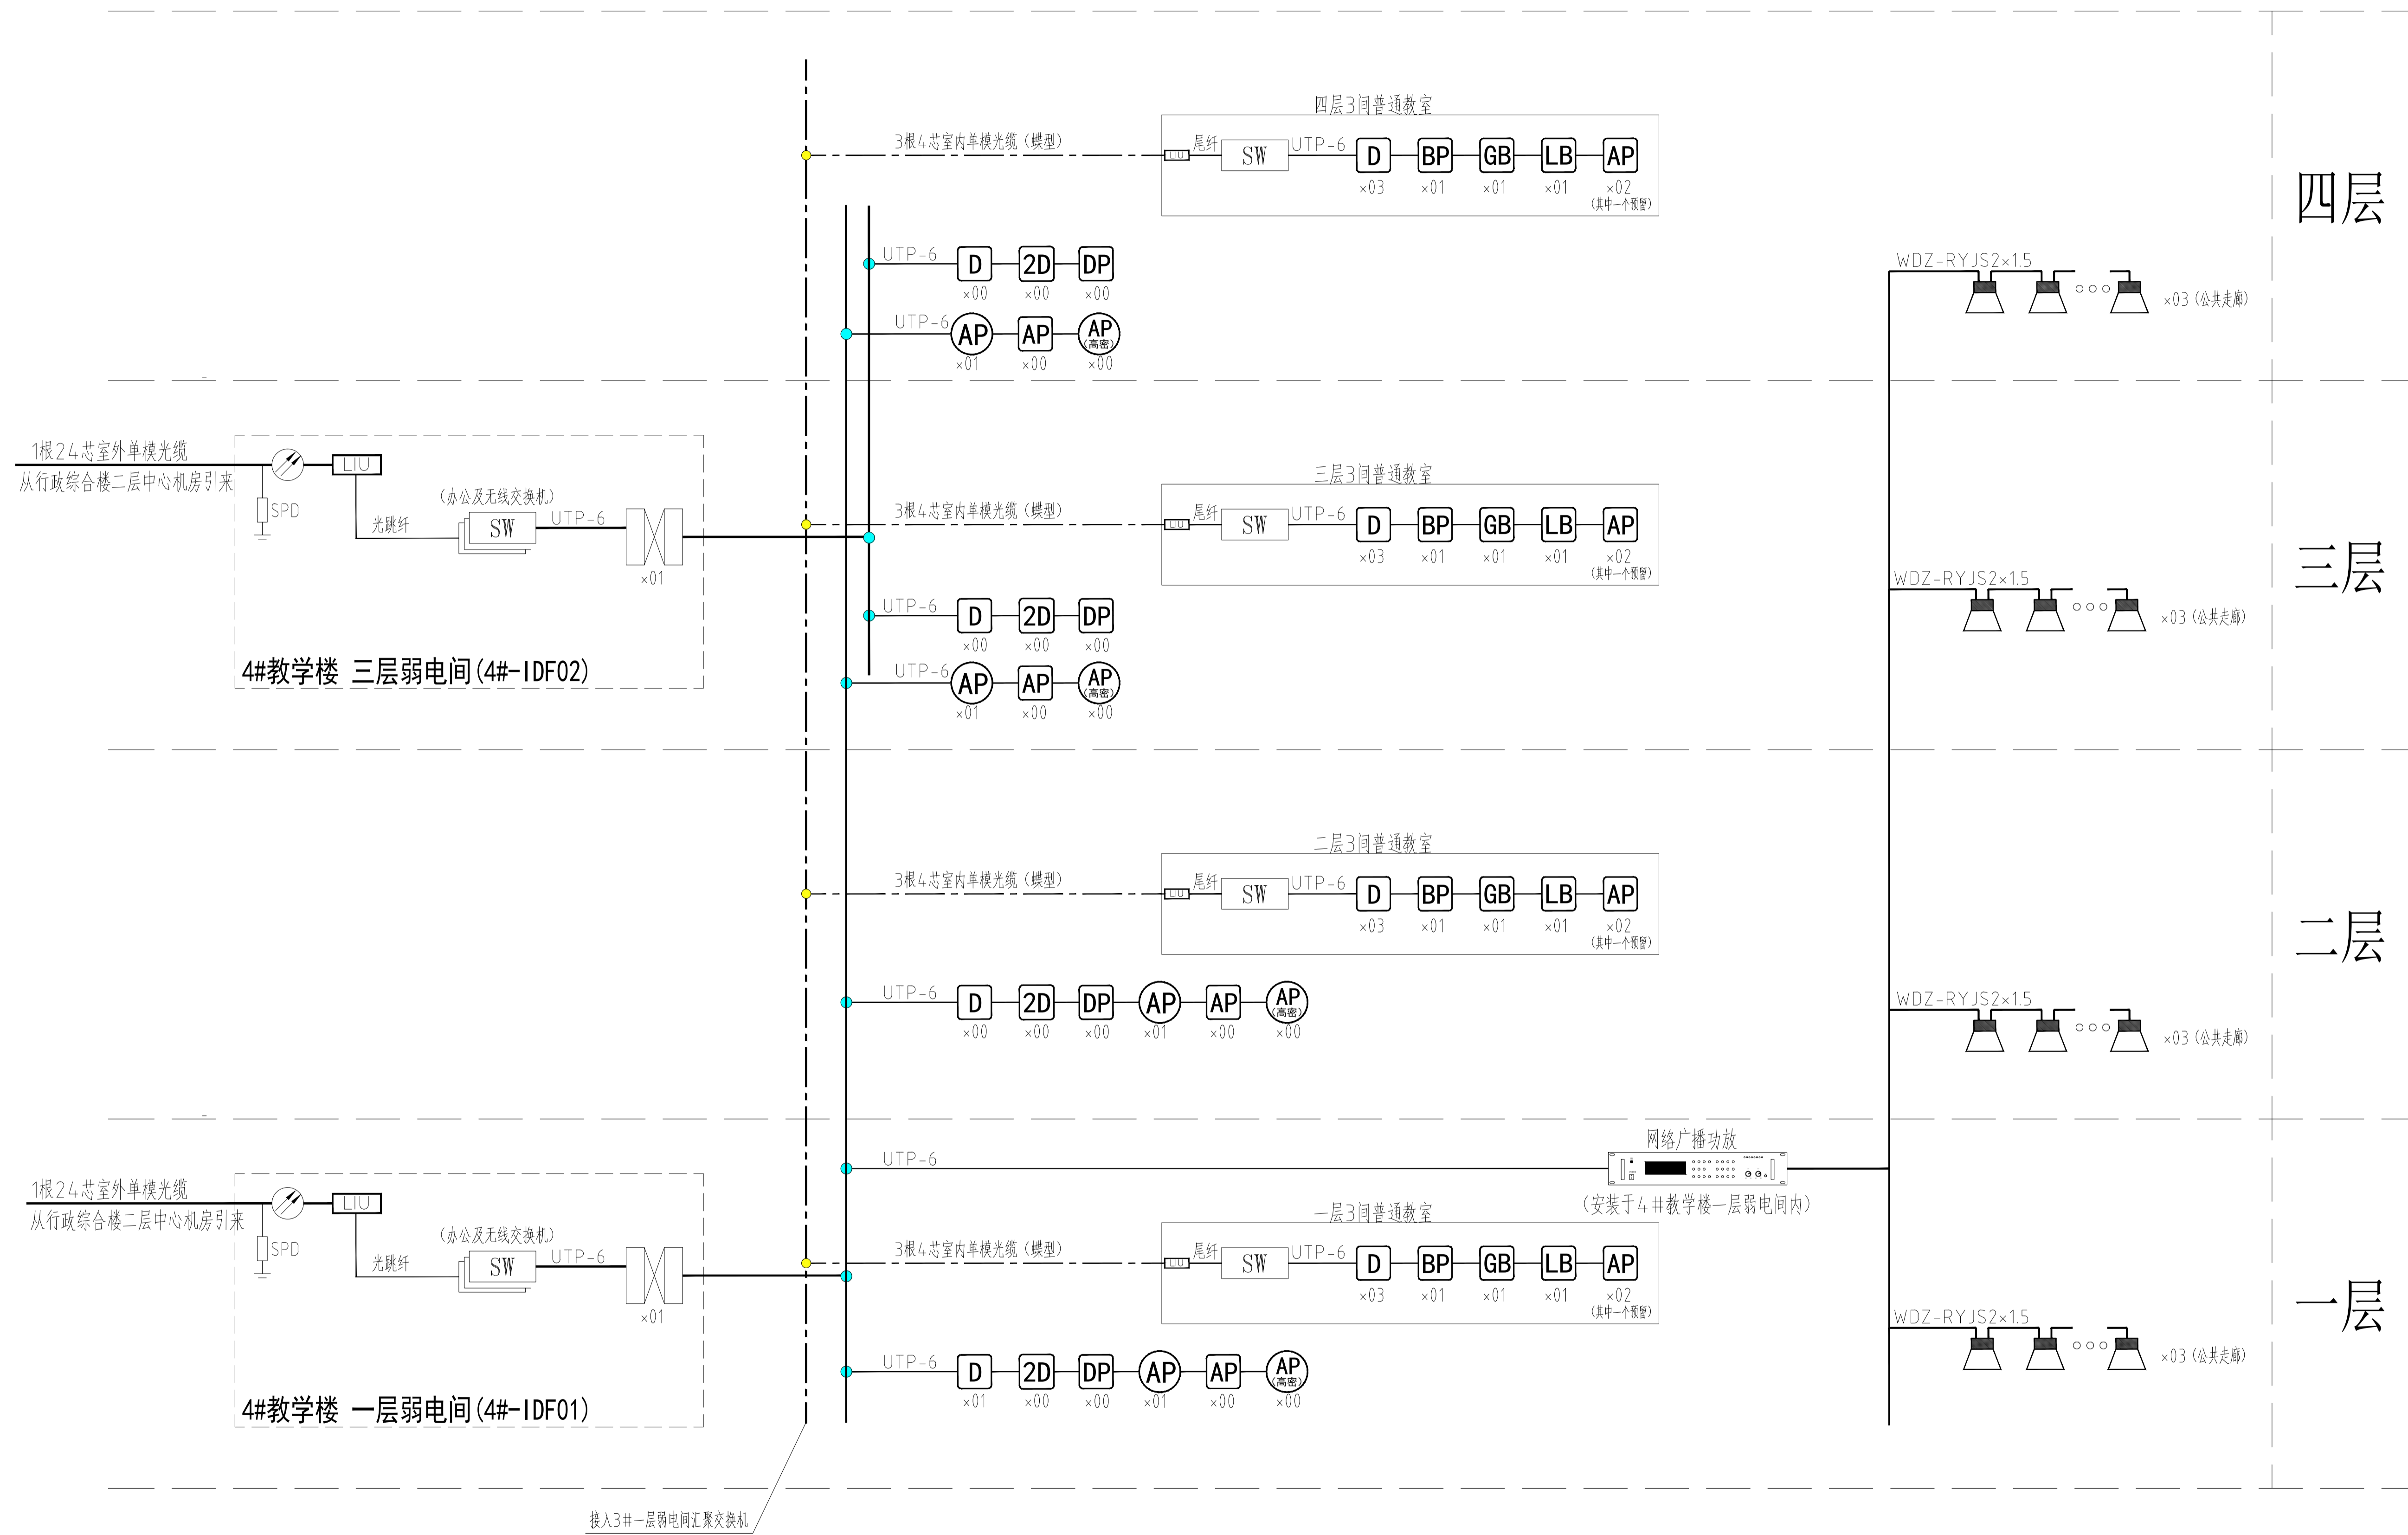 四层3间普通教室
3根4芯室内单模光缆（蝶型）
LIU 尾纤 SW UTP-6 D BP GB LB AP
×03 ×01 ×01 ×01 ×02
（其中一个预留）
四层
UTP-6 D 2D DP
×00 ×00 ×00
UTP-6 AP AP AP
（高密）
×01 ×00 ×00
WDZ-RYJS2×1.5
×03（公共走廊）
1根24芯室外单模光缆
从行政综合楼二层中心机房引来
LIU
SPD
光跳纤
（办公及无线交换机）
SW UTP-6
×01
4#教学楼 三层弱电间(4#-IDF02)
三层3间普通教室
3根4芯室内单模光缆（蝶型）
LIU 尾纤 SW UTP-6 D BP GB LB AP
×03 ×01 ×01 ×01 ×02
（其中一个预留）
三层
UTP-6 D 2D DP
×00 ×00 ×00
UTP-6 AP AP AP
（高密）
×01 ×00 ×00
WDZ-RYJS2×1.5
×03（公共走廊）
二层3间普通教室
3根4芯室内单模光缆（蝶型）
LIU 尾纤 SW UTP-6 D BP GB LB AP
×03 ×01 ×01 ×01 ×02
（其中一个预留）
二层
UTP-6 D 2D DP AP AP AP
（高密）
×00 ×00 ×00 ×01 ×00 ×00
WDZ-RYJS2×1.5
×03（公共走廊）
UTP-6
网络广播功放
（安装于4#教学楼一层弱电间内）
1根24芯室外单模光缆
从行政综合楼二层中心机房引来
LIU
SPD
光跳纤
（办公及无线交换机）
SW UTP-6
×01
4#教学楼 一层弱电间(4#-IDF01)
一层3间普通教室
3根4芯室内单模光缆（蝶型）
LIU 尾纤 SW UTP-6 D BP GB LB AP
×03 ×01 ×01 ×01 ×02
（其中一个预留）
一层
UTP-6 D 2D DP AP AP AP
（高密）
×01 ×00 ×00 ×01 ×00 ×00
WDZ-RYJS2×1.5
×03（公共走廊）
接入3#一层弱电间汇聚交换机